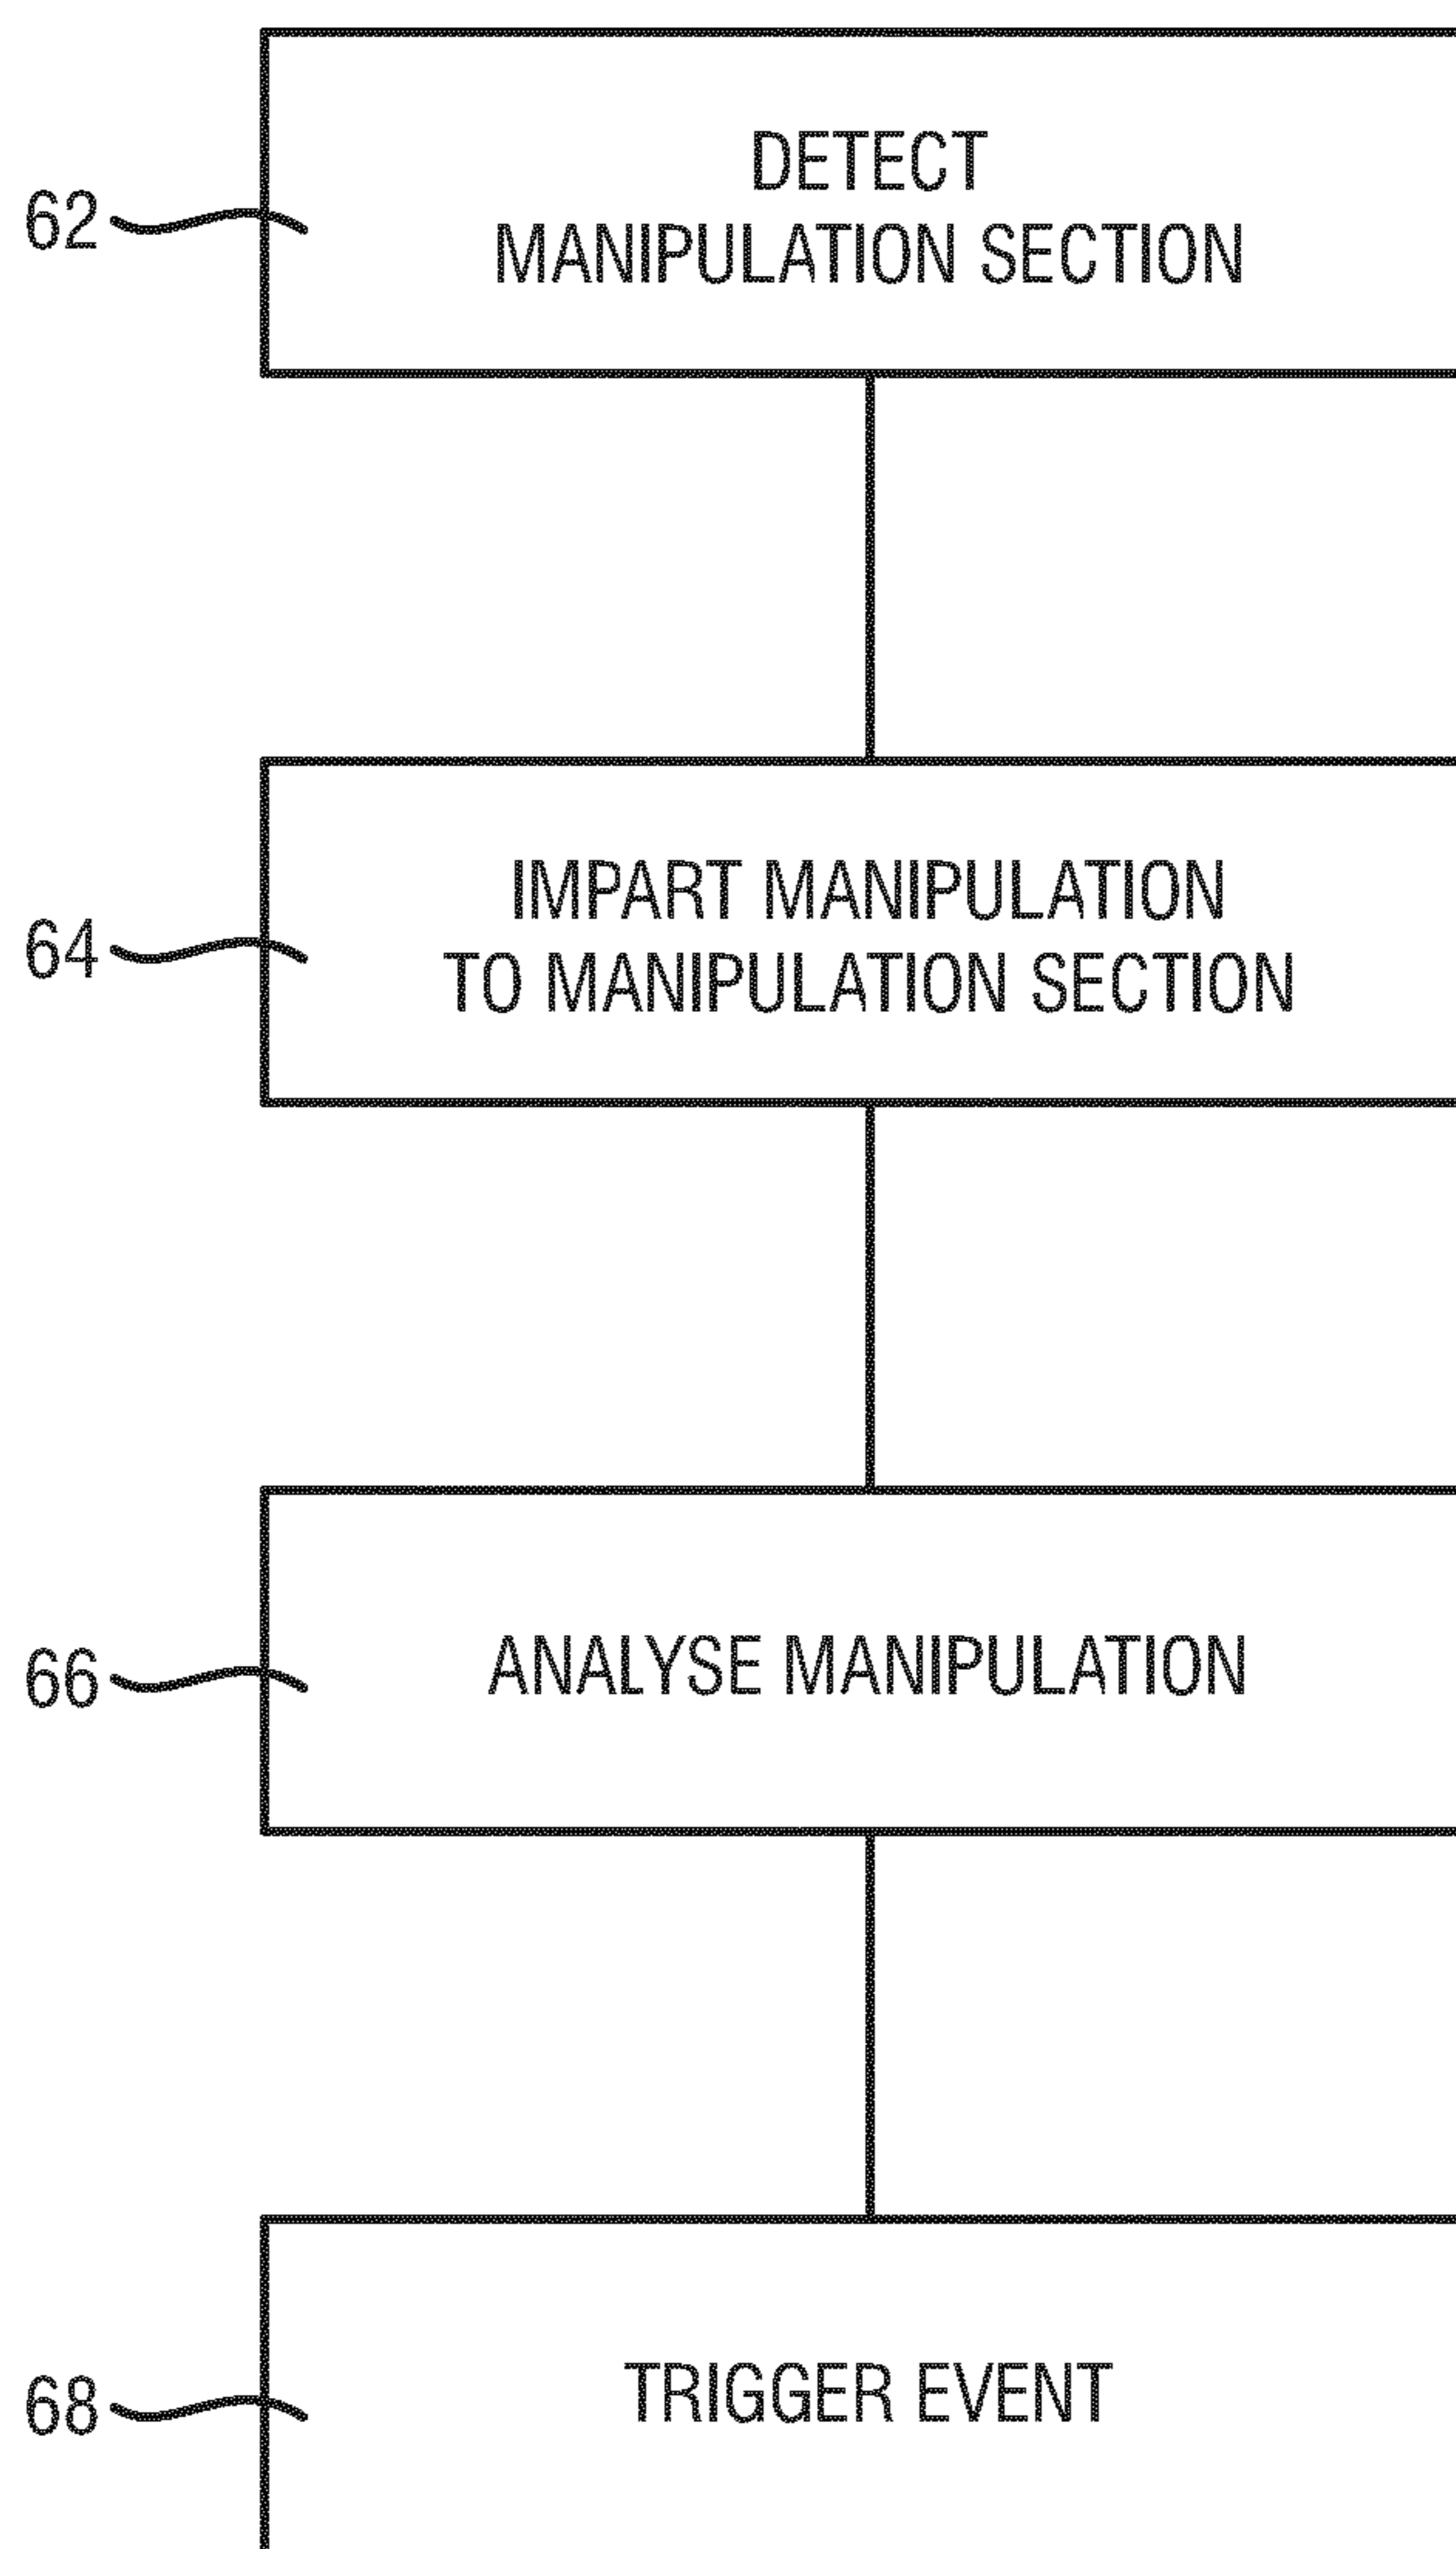 DETECT
62
MANIPULATION SECTION
IMPART MANIPULATION
64
TO MANIPULATION SECTION
66
ANALYSE MANIPULATION
68
TRIGGER EVENT